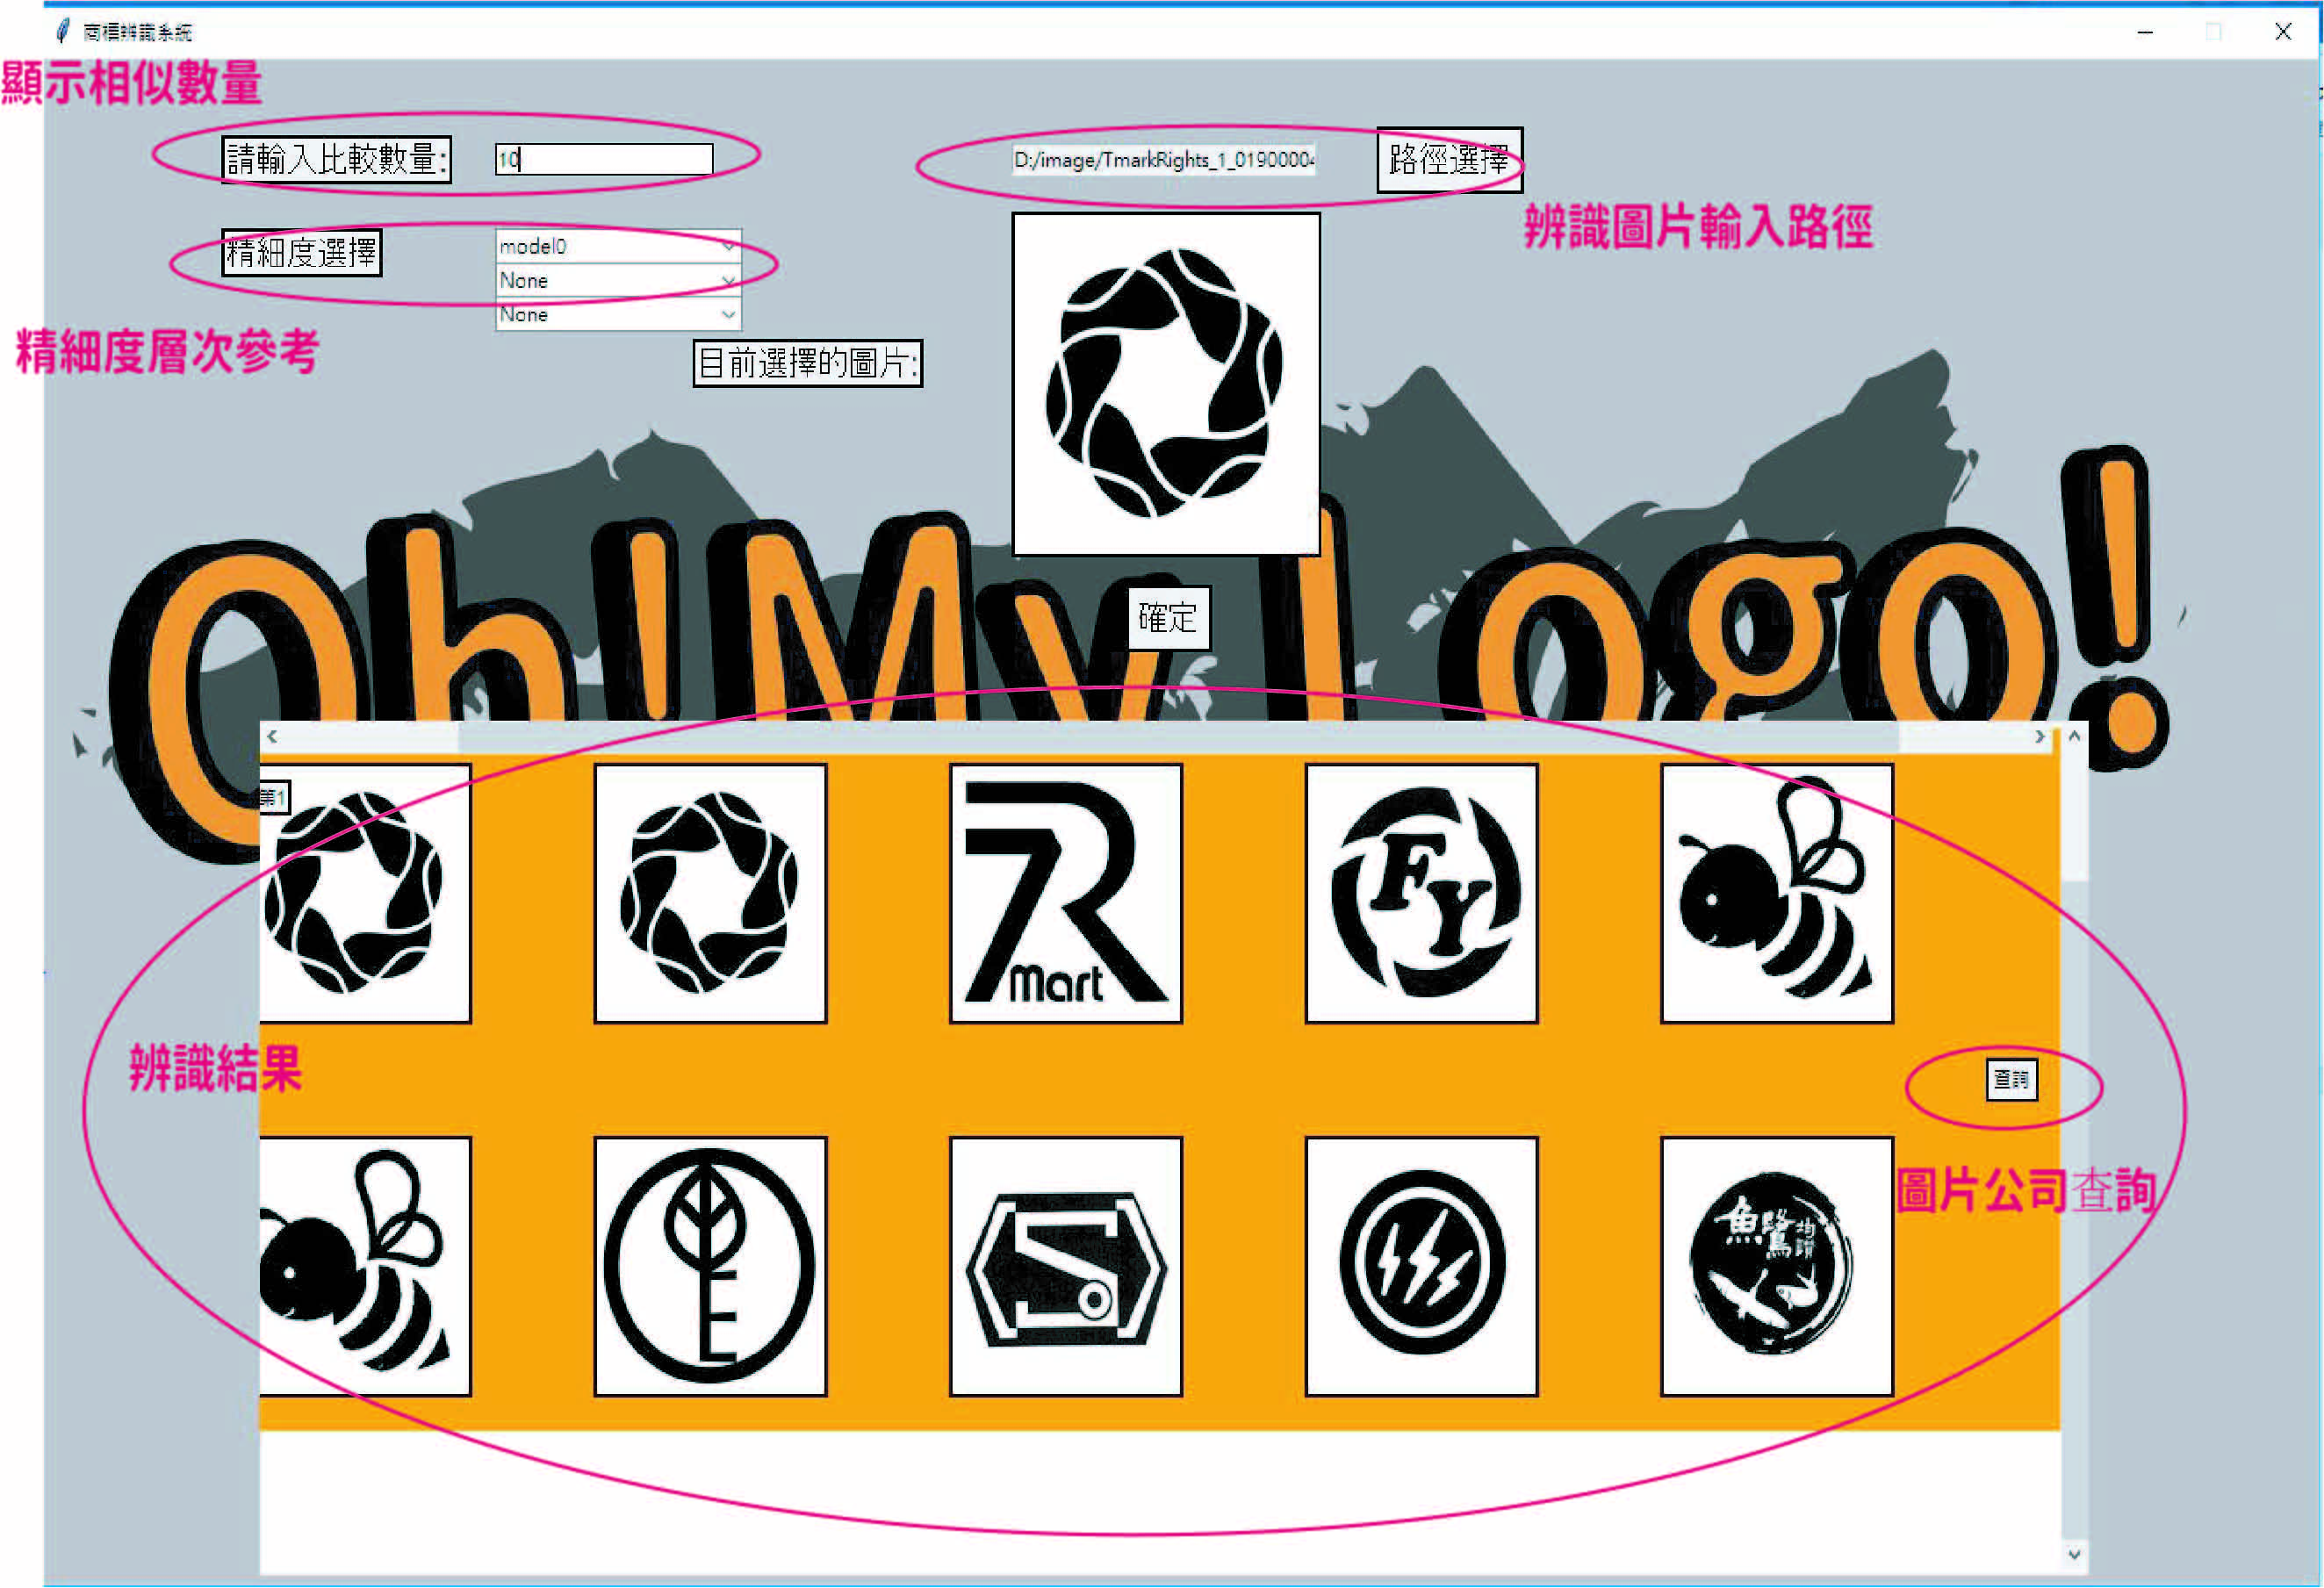 商標辨識系統
顯示相似數量
請輸入比較數量:
10
D:/image/TmarkRights_1_01900004
路徑選擇
辨識圖片輸入路徑
精細度選擇
model0
None
None
精細度層次參考
目前選擇的圖片:
Oh!My Logo!
確定
第1
7R
Mart
FY
辨識結果
查詢
圖片公司查詢
魚鷺